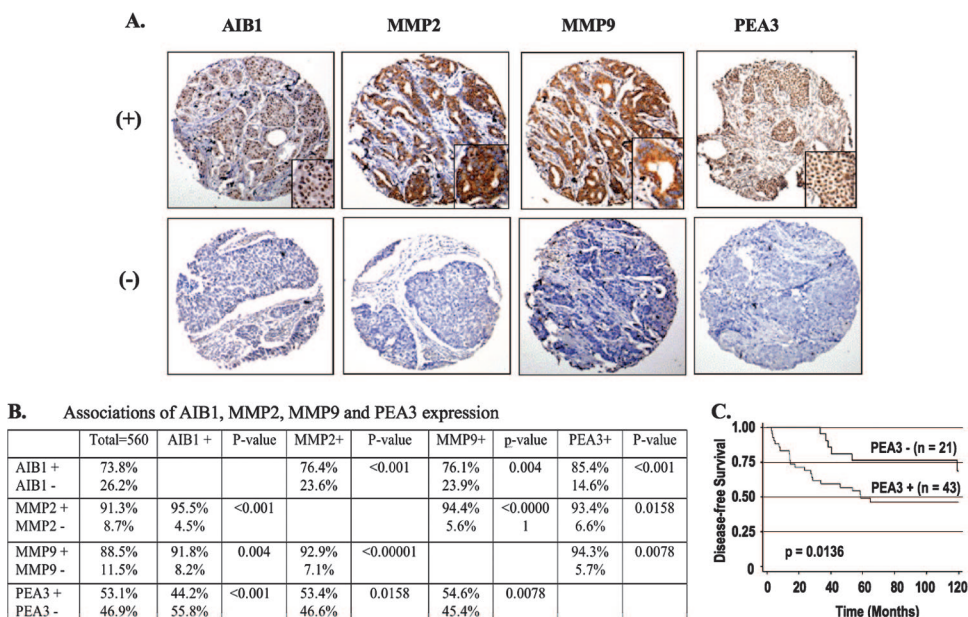 A.
AIB1 MMP2 MMP9 PEA3
(+)
(-)
B. Associations of AIB1, MMP2, MMP9 and PEA3 expression
Total=560 AIB1 + P-value MMP2+ P-value MMP9+ p-value PEA3+ P-value
AIB1 + 73.8% 76.4% <0.001 76.1% 0.004 85.4% <0.001
AIB1 - 26.2% 23.6% 23.9% 14.6%
MMP2 + 91.3% 95.5% <0.001 94.4% <0.0000 93.4% 0.0158
MMP2 - 8.7% 4.5% 5.6% 1 6.6%
MMP9 + 88.5% 91.8% 0.004 92.9% <0.00001 94.3% 0.0078
MMP9 - 11.5% 8.2% 7.1% 5.7%
PEA3 + 53.1% 44.2% <0.001 53.4% 0.0158 54.6% 0.0078
PEA3 - 46.9% 55.8% 46.6% 45.4%
C.
Disease-free Survival
1.00
0.75
0.50
0.25
0
PEA3 - (n = 21)
PEA3 + (n = 43)
p = 0.0136
0 20 40 60 80 100 120
Time (Months)